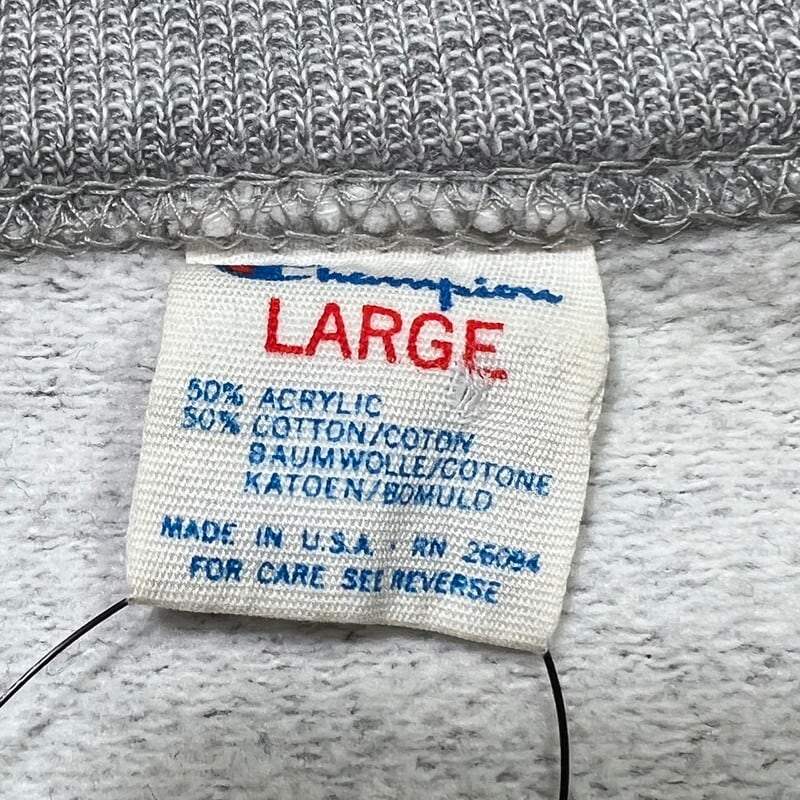 Champion
LARGE
50% ACRYLIC
50% COTTON/COTON
BAUMWOLLE/COTONE
KATOEN/BOMULD
MADE IN U.S.A. · RN 26094
FOR CARE SEE REVERSE